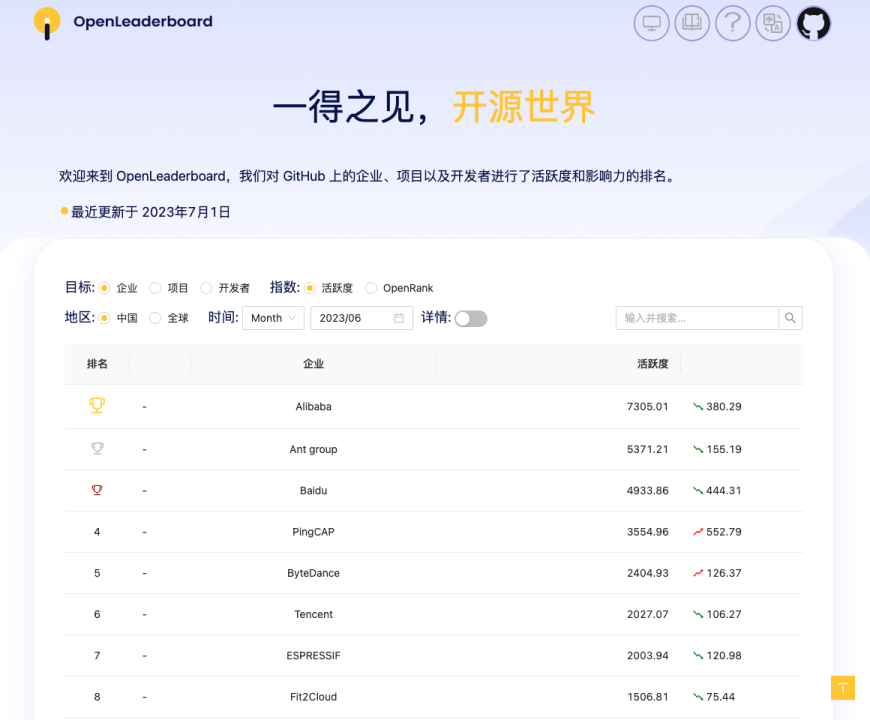 OpenLeaderboard
一得之见，开源世界
欢迎来到 OpenLeaderboard，我们对 GitHub 上的企业、项目以及开发者进行了活跃度和影响力的排名。
最近更新于 2023年7月1日
目标: 企业 项目 开发者 指数: 活跃度 OpenRank
地区: 中国 全球 时间: Month 2023/06 详情: 输入并搜索...
排名 企业 活跃度
- Alibaba 7305.01 380.29
- Ant group 5371.21 155.19
- Baidu 4933.86 444.31
4 - PingCAP 3554.96 552.79
5 - ByteDance 2404.93 126.37
6 - Tencent 2027.07 106.27
7 - ESPRESSIF 2003.94 120.98
8 - Fit2Cloud 1506.81 75.44